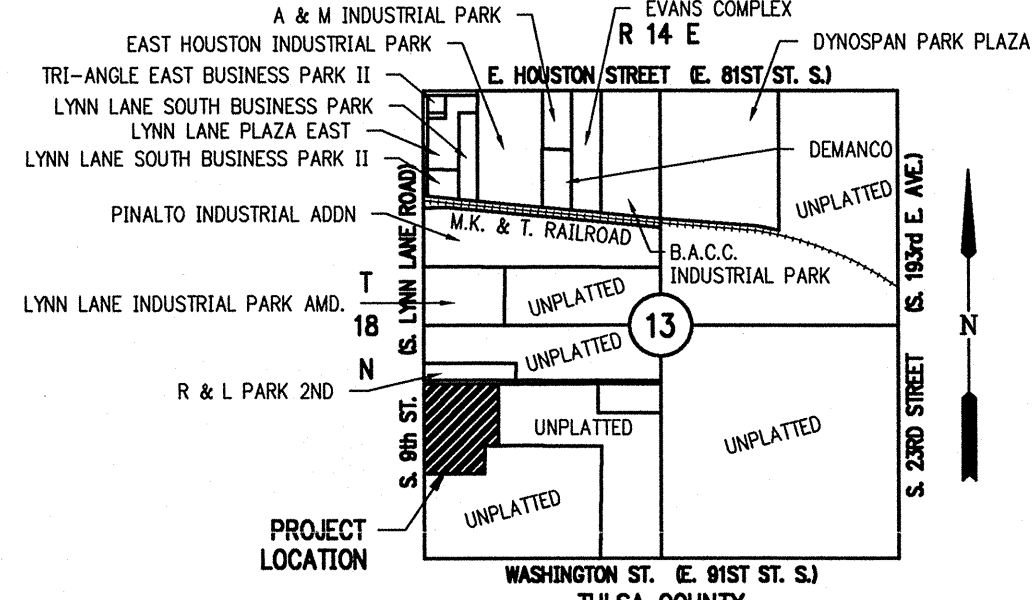 A & M INDUSTRIAL PARK
EVANS COMPLEX
R 14 E
EAST HOUSTON INDUSTRIAL PARK
DYNOSPAN PARK PLAZA
TRI-ANGLE EAST BUSINESS PARK II
E. HOUSTON STREET (E. 81ST ST. S.)
LYNN LANE SOUTH BUSINESS PARK
LYNN LANE PLAZA EAST
LYNN LANE SOUTH BUSINESS PARK II
DEMANCO
UNPLATTED
PINALTO INDUSTRIAL ADDN
M.K. & T. RAILROAD
B.A.C.C.
INDUSTRIAL PARK
S. 9th ST. (S. LYNN LANE ROAD)
S. 23RD STREET (S. 193rd E. AVE.)
T
18
N
LYNN LANE INDUSTRIAL PARK AMD.
UNPLATTED
13
N
UNPLATTED
R & L PARK 2ND
UNPLATTED
UNPLATTED
UNPLATTED
PROJECT
LOCATION
WASHINGTON ST. (E. 91ST ST. S.)
TULSA COUNTY